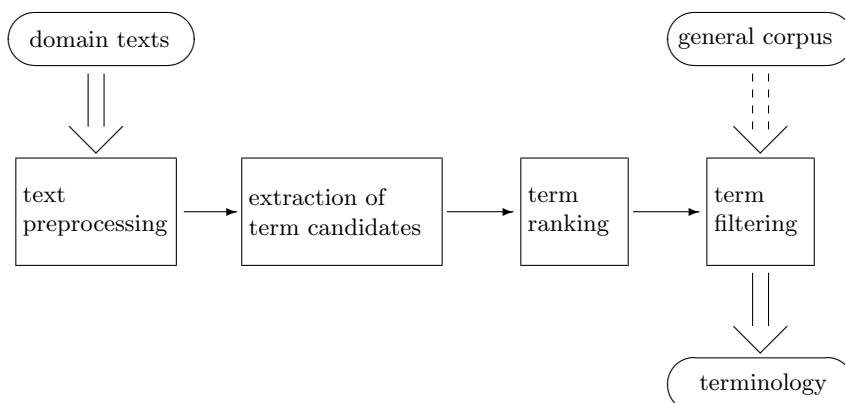 domain texts
general corpus
text
preprocessing
extraction of
term candidates
term
ranking
term
filtering
terminology